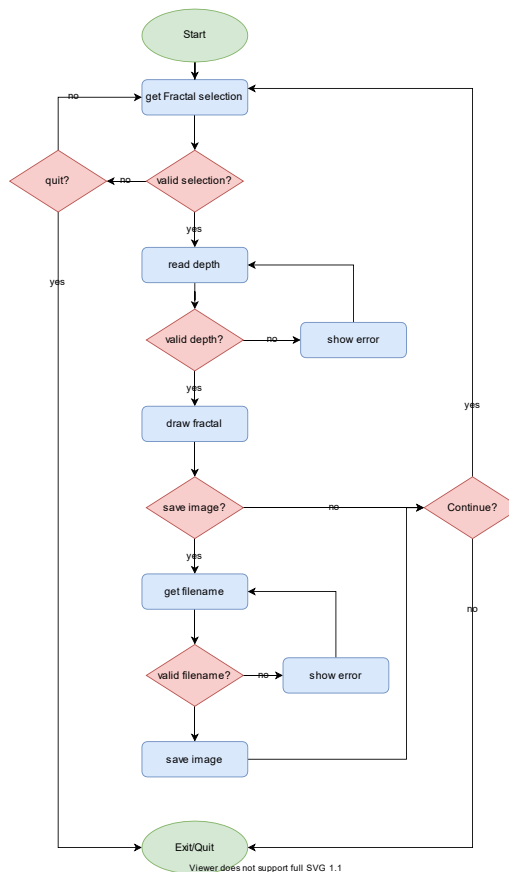 Start
no
get Fractal selection
quit?
no
valid selection?
yes
read depth
yes
valid depth?
no
show error
yes
yes
draw fractal
save image?
no
Continue?
yes
get filename
no
valid filename?
no
show error
save image
Exit/Quit
Viewer does not support full SVG 1.1